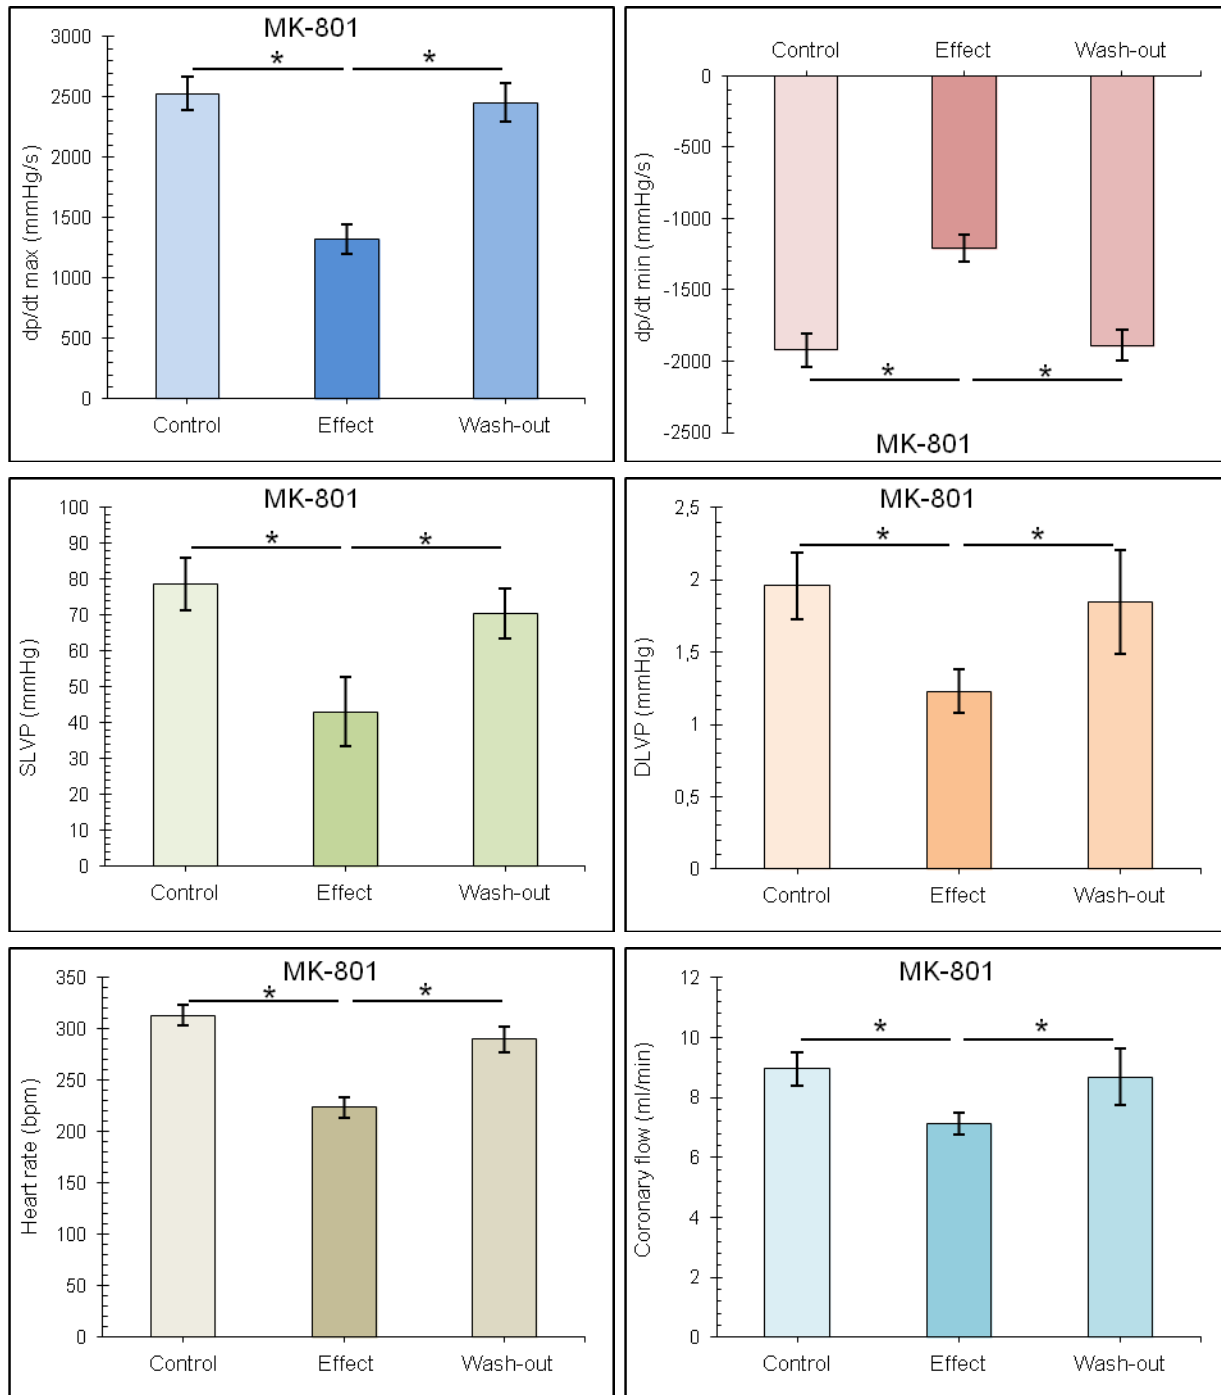 MK-801
dp/dt max (mmHg/s)
3000
2500
2000
1500
1000
500
0
* *
Control Effect Wash-out
Control Effect Wash-out
dp/dt min (mmHg/s)
0
-500
-1000
-1500
-2000
-2500
* *
MK-801
MK-801
SLVP (mmHg)
100
90
80
70
60
50
40
30
20
10
0
* *
Control Effect Wash-out
MK-801
DLVP (mmHg)
2,5
2
1,5
1
0,5
0
* *
Control Effect Wash-out
MK-801
Heart rate (bpm)
350
300
250
200
150
100
50
0
* *
Control Effect Wash-out
MK-801
Coronary flow (ml/min)
12
10
8
6
4
2
0
* *
Control Effect Wash-out